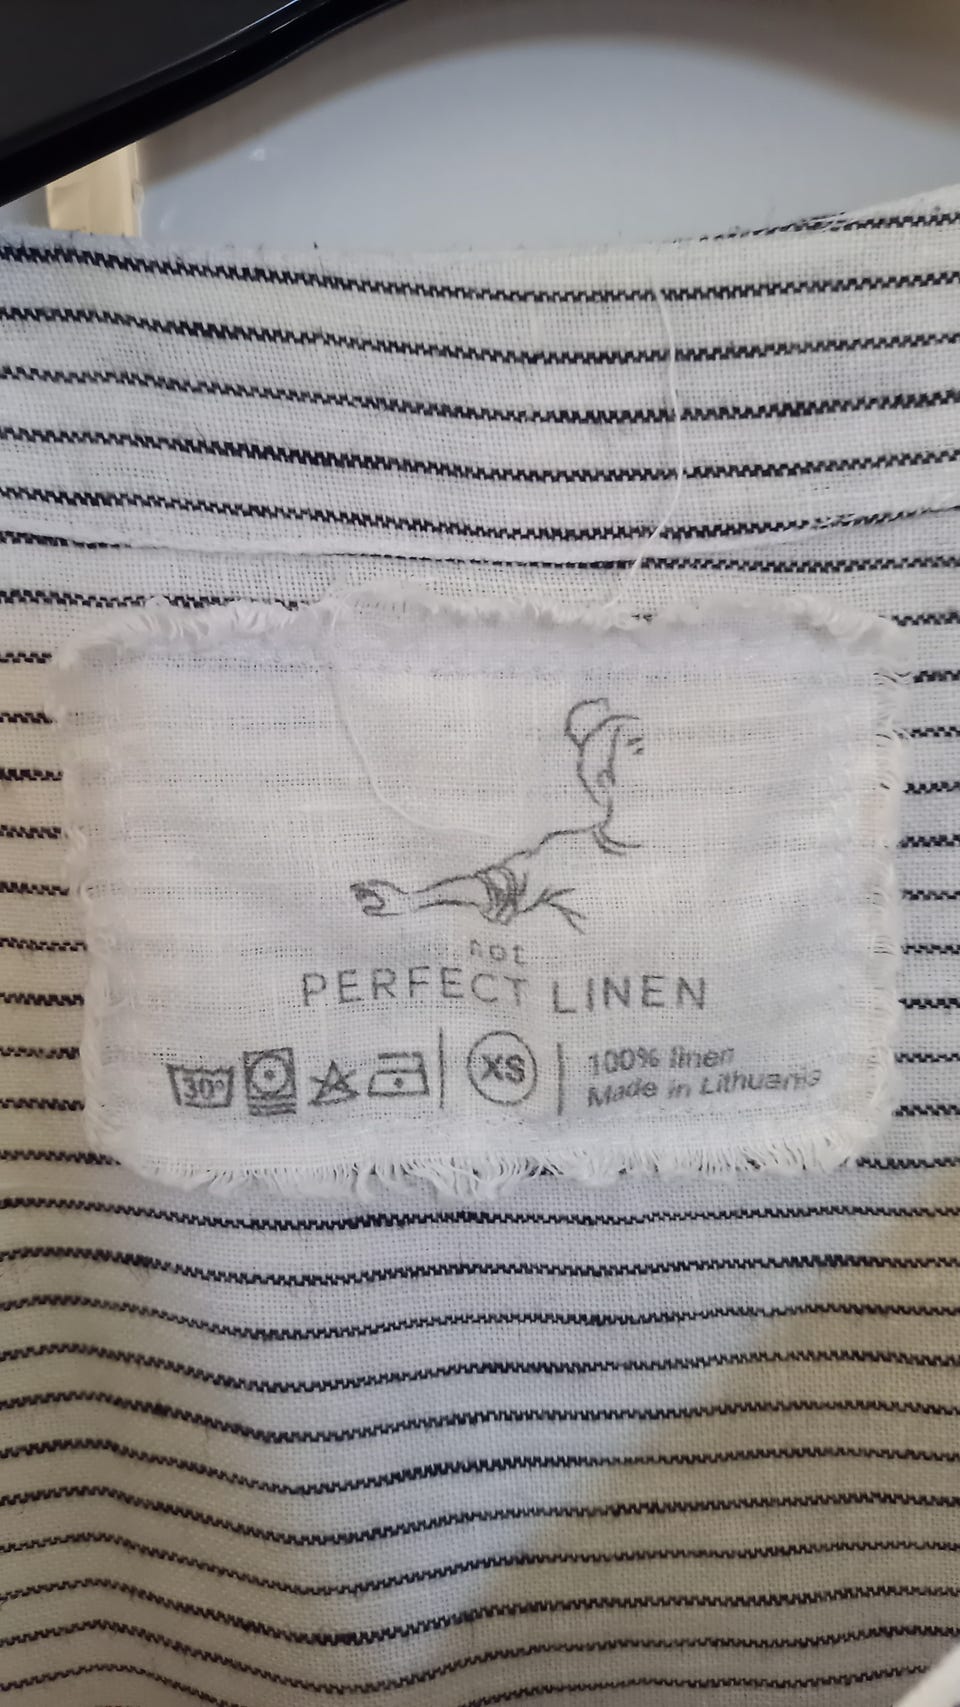 not
PERFECT LINEN
30° XS 100% linen
Made in Lithuania